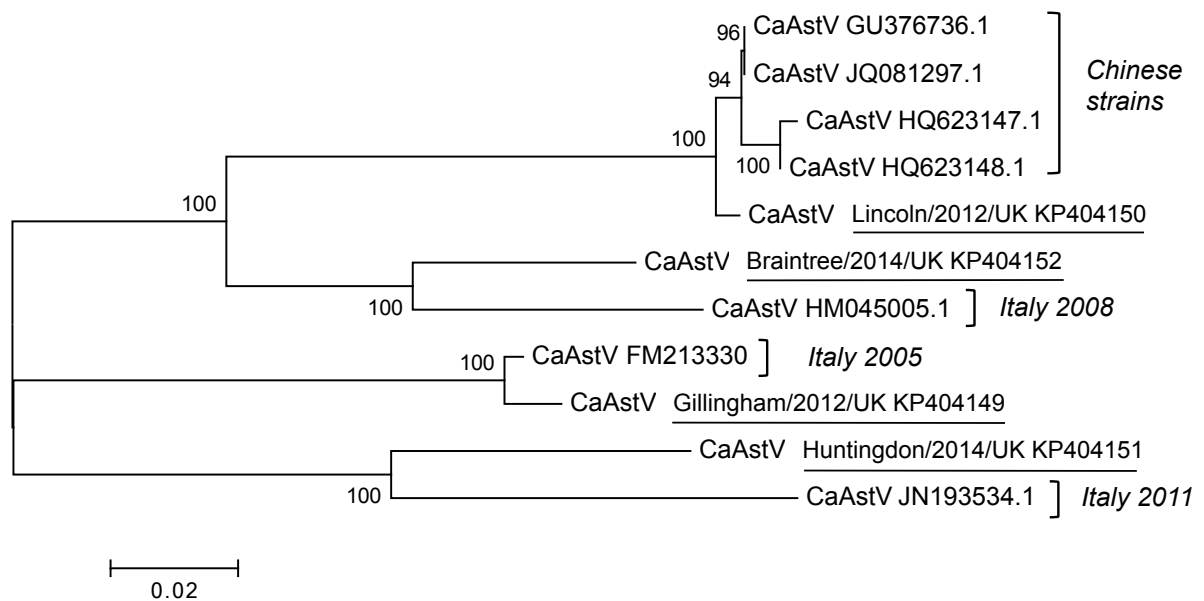 96
CaAstV GU376736.1
CaAstV JQ081297.1
Chinese
strains
94
CaAstV HQ623147.1
100
CaAstV HQ623148.1
100
CaAstV Lincoln/2012/UK KP404150
100
CaAstV Braintree/2014/UK KP404152
100
CaAstV HM045005.1
Italy 2008
100
CaAstV FM213330
Italy 2005
CaAstV Gillingham/2012/UK KP404149
CaAstV Huntingdon/2014/UK KP404151
100
CaAstV JN193534.1
Italy 2011
0.02